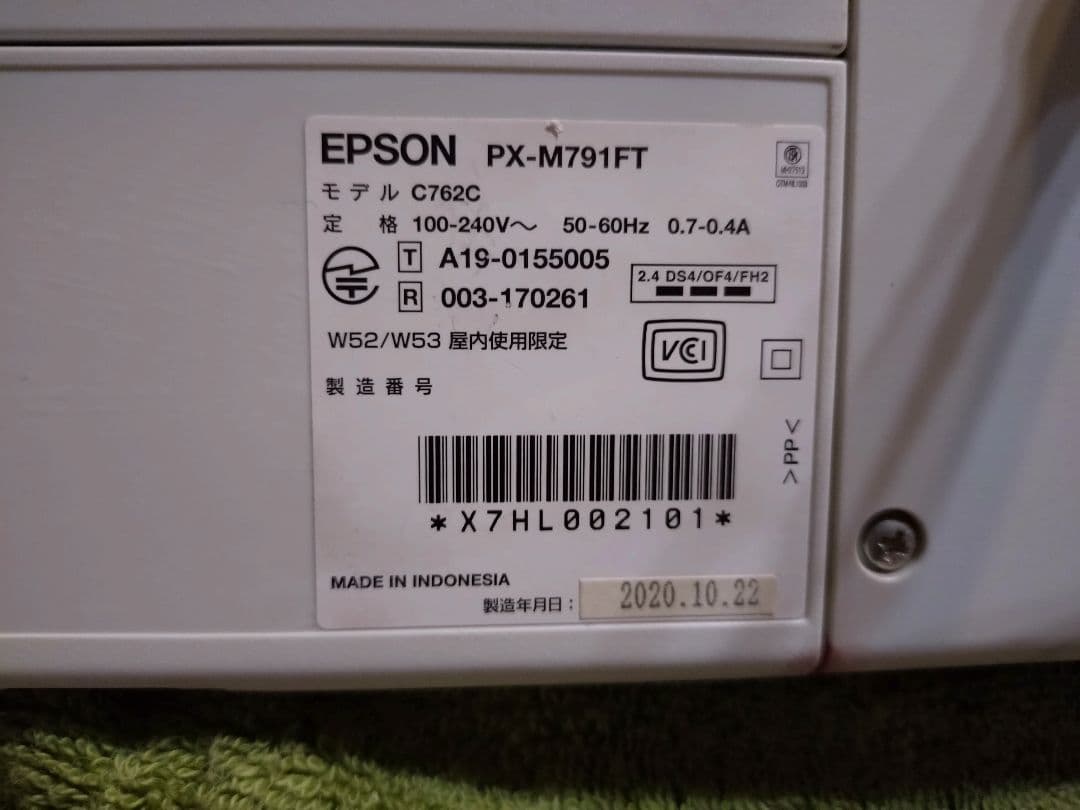 EPSON PX-M791FT
モデル C762C
定 格 100-240V～ 50-60Hz 0.7-0.4A
T A19-0155005
R 003-170261
2.4 DS4/OF4/FH2
W52/W53 屋内使用限定
VCI
製造番号
>PP<
*X7HL002101*
MADE IN INDONESIA
製造年月日： 2020.10.22